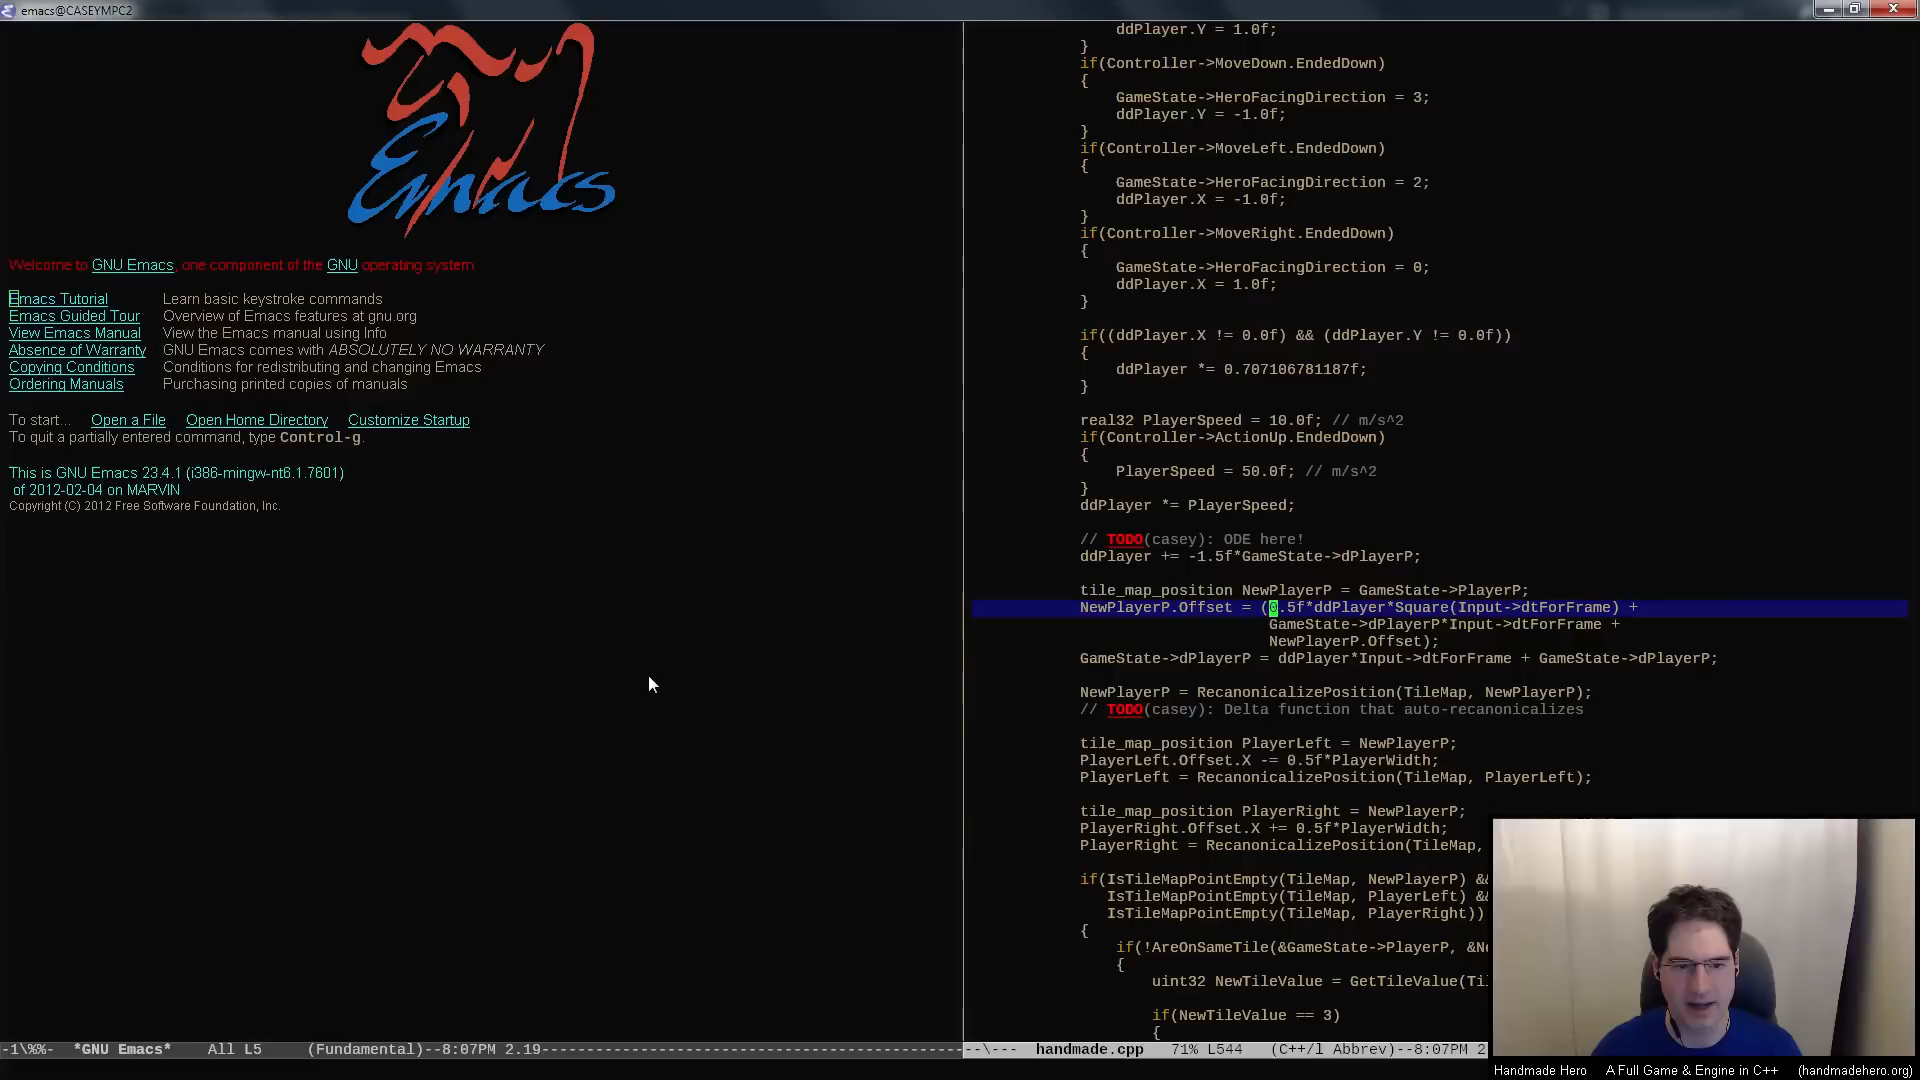 emacs@CASEYMPC2
Emacs
Welcome to GNU Emacs, one component of the GNU operating system
Emacs Tutorial Learn basic keystroke commands
Emacs Guided Tour Overview of Emacs features at gnu.org
View Emacs Manual View the Emacs manual using Info
Absence of Warranty GNU Emacs comes with ABSOLUTELY NO WARRANTY
Copying Conditions Conditions for redistributing and changing Emacs
Ordering Manuals Purchasing printed copies of manuals
To start... Open a File Open Home Directory Customize Startup
To quit a partially entered command, type Control-g.
This is GNU Emacs 23.4.1 (i386-mingw-nt6.1.7601)
of 2012-02-04 on MARVIN
Copyright (C) 2012 Free Software Foundation, Inc.
-1\%%- *GNU Emacs* All L5 (Fundamental)--8:07PM 2.19--------------------
ddPlayer.Y = 1.0f;
}
if(Controller->MoveDown.EndedDown)
{
GameState->HeroFacingDirection = 3;
ddPlayer.Y = -1.0f;
}
if(Controller->MoveLeft.EndedDown)
{
GameState->HeroFacingDirection = 2;
ddPlayer.X = -1.0f;
}
if(Controller->MoveRight.EndedDown)
{
GameState->HeroFacingDirection = 0;
ddPlayer.X = 1.0f;
}
if((ddPlayer.X != 0.0f) && (ddPlayer.Y != 0.0f))
{
ddPlayer *= 0.707106781187f;
}
real32 PlayerSpeed = 10.0f; // m/s^2
if(Controller->ActionUp.EndedDown)
{
PlayerSpeed = 50.0f; // m/s^2
}
ddPlayer *= PlayerSpeed;
// TODO(casey): ODE here!
ddPlayer += -1.5f*GameState->dPlayerP;
tile_map_position NewPlayerP = GameState->PlayerP;
NewPlayerP.Offset = (0.5f*ddPlayer*Square(Input->dtForFrame) +
GameState->dPlayerP*Input->dtForFrame +
NewPlayerP.Offset);
GameState->dPlayerP = ddPlayer*Input->dtForFrame + GameState->dPlayerP;
NewPlayerP = RecanonicalizePosition(TileMap, NewPlayerP);
// TODO(casey): Delta function that auto-recanonicalizes
tile_map_position PlayerLeft = NewPlayerP;
PlayerLeft.Offset.X -= 0.5f*PlayerWidth;
PlayerLeft = RecanonicalizePosition(TileMap, PlayerLeft);
tile_map_position PlayerRight = NewPlayerP;
PlayerRight.Offset.X += 0.5f*PlayerWidth;
PlayerRight = RecanonicalizePosition(TileMap,
if(IsTileMapPointEmpty(TileMap, NewPlayerP) &&
IsTileMapPointEmpty(TileMap, PlayerLeft) &&
IsTileMapPointEmpty(TileMap, PlayerRight))
{
if(!AreOnSameTile(&GameState->PlayerP, &Ne
{
uint32 NewTileValue = GetTileValue(Til
if(NewTileValue == 3)
{
--\--- handmade.cpp 71% L544 (C++/l Abbrev)--8:07PM 2
Handmade Hero A Full Game & Engine in C++ (handmadehero.org)